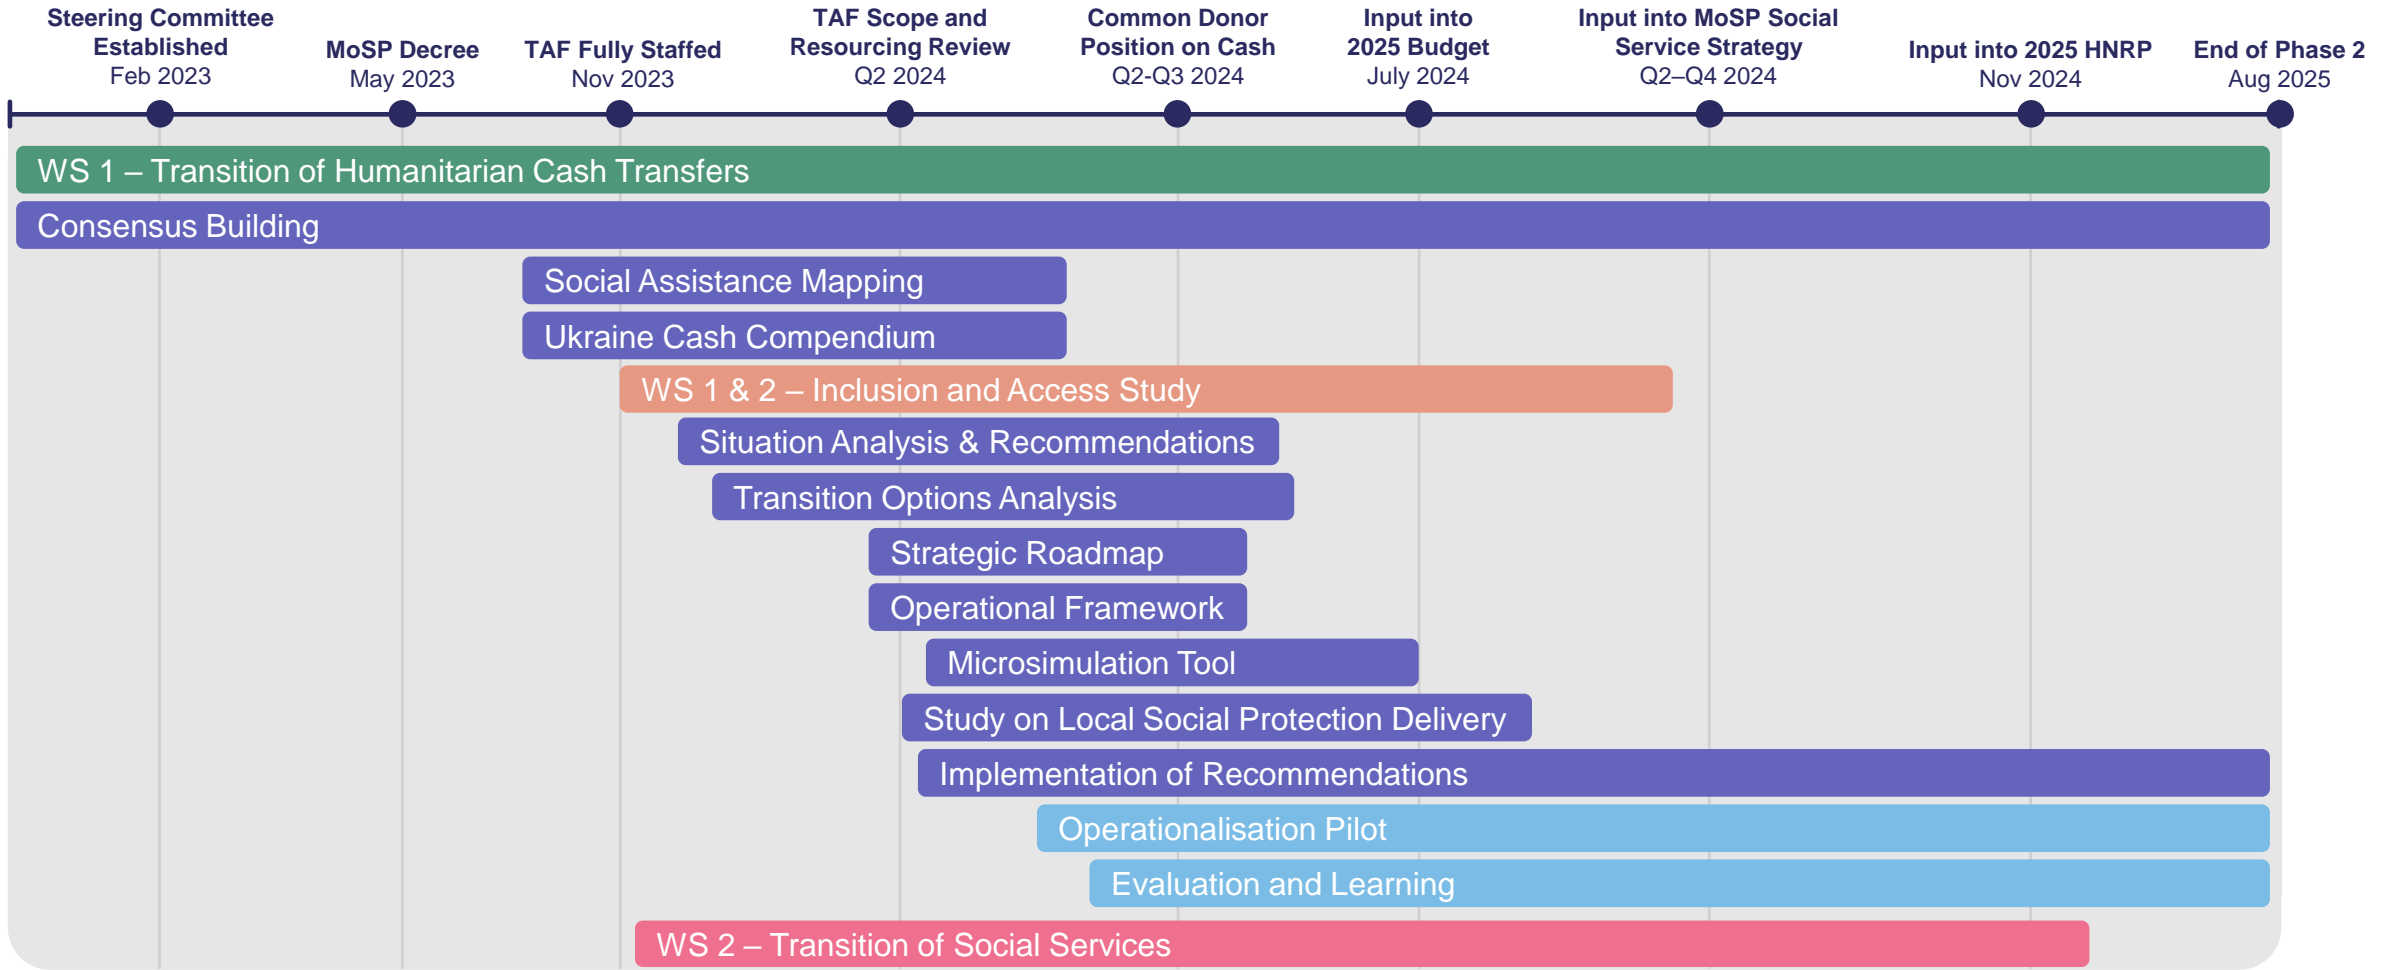 Steering Committee
Established
Feb 2023
MoSP Decree
May 2023
TAF Fully Staffed
Nov 2023
TAF Scope and
Resourcing Review
Q2 2024
Common Donor
Position on Cash
Q2-Q3 2024
Input into
2025 Budget
July 2024
Input into MoSP Social
Service Strategy
Q2–Q4 2024
Input into 2025 HNRP
Nov 2024
End of Phase 2
Aug 2025
WS 1 – Transition of Humanitarian Cash Transfers
Consensus Building
Social Assistance Mapping
Ukraine Cash Compendium
WS 1 & 2 – Inclusion and Access Study
Situation Analysis & Recommendations
Transition Options Analysis
Strategic Roadmap
Operational Framework
Microsimulation Tool
Study on Local Social Protection Delivery
Implementation of Recommendations
Operationalisation Pilot
Evaluation and Learning
WS 2 – Transition of Social Services